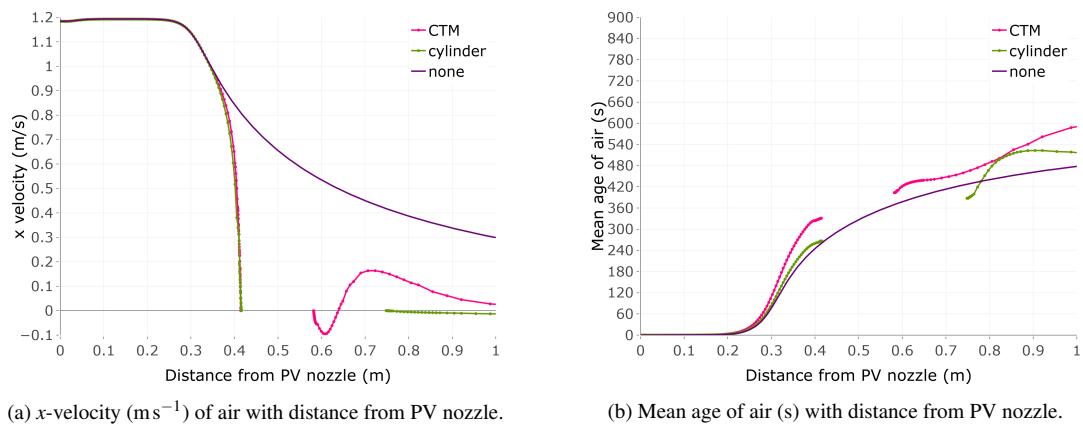 1.2
1.1
1
0.9
0.8
0.7
0.6
0.5
0.4
0.3
0.2
0.1
0
−0.1
x velocity (m/s)
CTM
cylinder
none
0 0.1 0.2 0.3 0.4 0.5 0.6 0.7 0.8 0.9 1
Distance from PV nozzle (m)
(a) x-velocity (m s⁻¹) of air with distance from PV nozzle.
900
840
780
720
660
600
540
480
420
360
300
240
180
120
60
0
Mean age of air (s)
CTM
cylinder
none
0 0.1 0.2 0.3 0.4 0.5 0.6 0.7 0.8 0.9 1
Distance from PV nozzle (m)
(b) Mean age of air (s) with distance from PV nozzle.